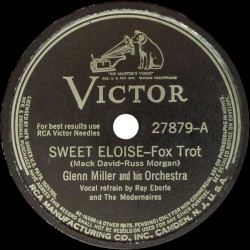 "HIS MASTER'S VOICE"
VICTOR
For best results use
RCA Victor Needles
27879-A
SWEET ELOISE-Fox Trot
(Mack David-Russ Morgan)
Glenn Miller and his Orchestra
Vocal refrain by Ray Eberle
and The Modernaires
RCA MANUFACTURING CO., INC. CAMDEN, N.J., U.S.A.